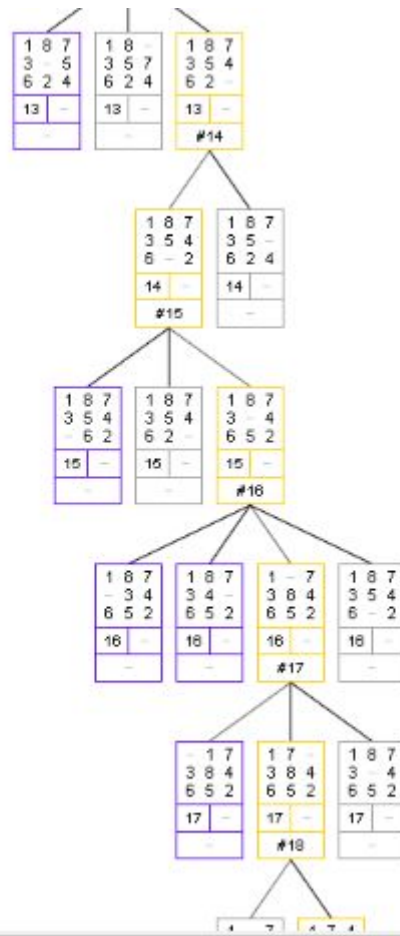 1 8 7 1 8 - 1 8 7
3 - 5 3 5 7 3 5 4
6 2 4 6 2 4 6 2 -
13 - 13 - 13 -
- - #14
1 8 7 1 8 7
3 5 4 3 5 -
6 - 2 6 2 4
14 - 14 -
#15 -
1 8 7 1 8 7 1 8 7
3 5 4 3 5 4 3 - 4
- 6 2 6 2 - 6 5 2
15 - 15 - 15 -
- - #16
1 8 7 1 8 7 1 - 7 1 8 7
- 3 4 3 4 - 3 8 4 3 5 4
6 5 2 6 5 2 6 5 2 6 - 2
16 - 16 - 16 - 16 -
- - #17 -
- 1 7 1 7 - 1 8 7
3 8 4 3 8 4 3 - 4
6 5 2 6 5 2 6 5 2
17 - 17 - 17 -
- #18 -
1 - 7 1 7 4